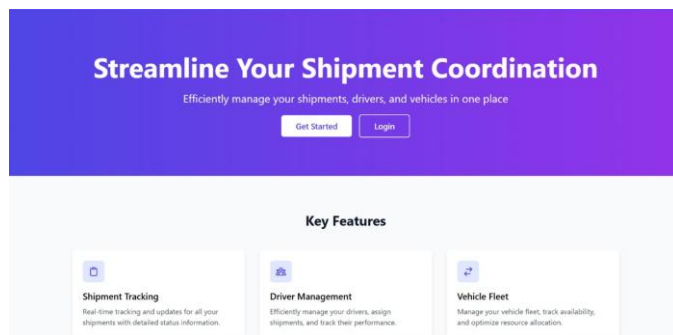 Streamline Your Shipment Coordination
Efficiently manage your shipments, drivers, and vehicles in one place
Get Started
Login
Key Features
Shipment Tracking
Real-time tracking and updates for all your
shipments with detailed status information.
Driver Management
Efficiently manage your drivers, assign
shipments, and track their performance.
Vehicle Fleet
Manage your vehicle fleet, track availability,
and optimize resource allocation.